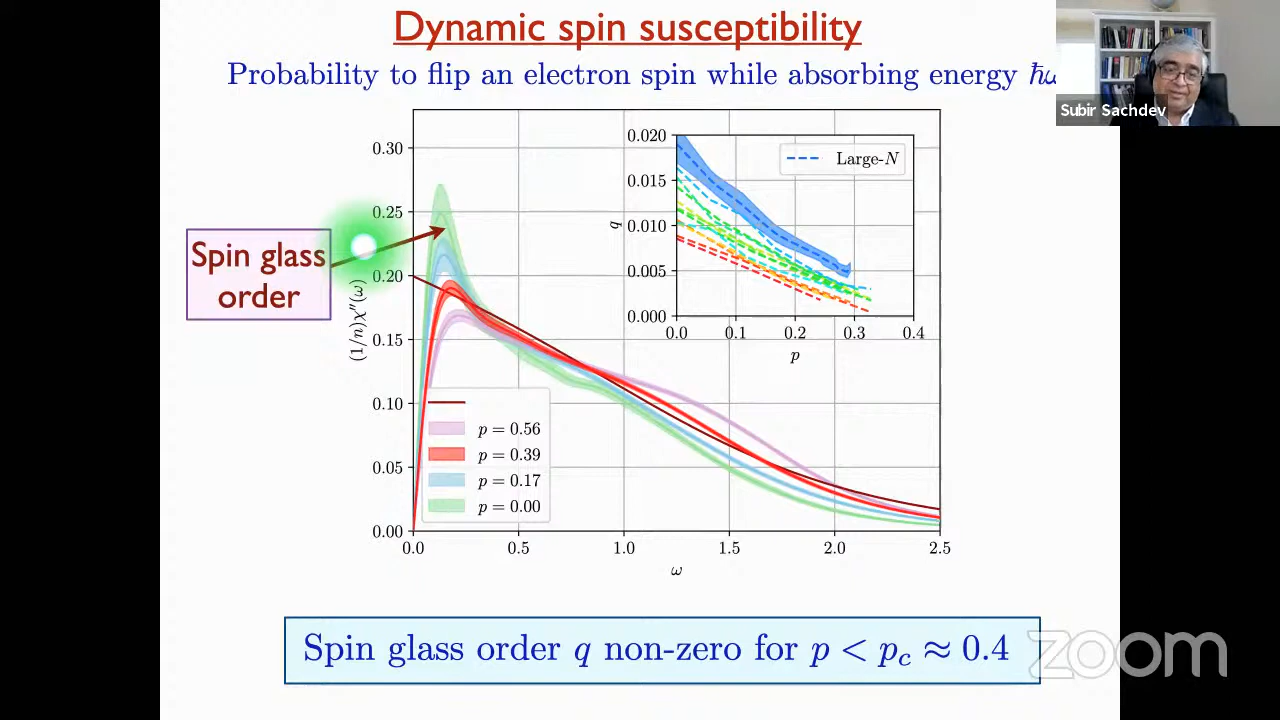 Dynamic spin susceptibility
Probability to flip an electron spin while absorbing energy ℏω
Subir Sachdev
Spin glass
order
0.30
0.25
0.20
0.15
0.10
0.05
0.00
(1/n)χ″(ω)
0.0 0.5 1.0 1.5 2.0 2.5
ω
p = 0.56
p = 0.39
p = 0.17
p = 0.00
0.020
0.015
0.010
0.005
0.000
q
Large-N
0.0 0.1 0.2 0.3 0.4
p
Spin glass order q non-zero for p < p_c ≈ 0.4
zoom